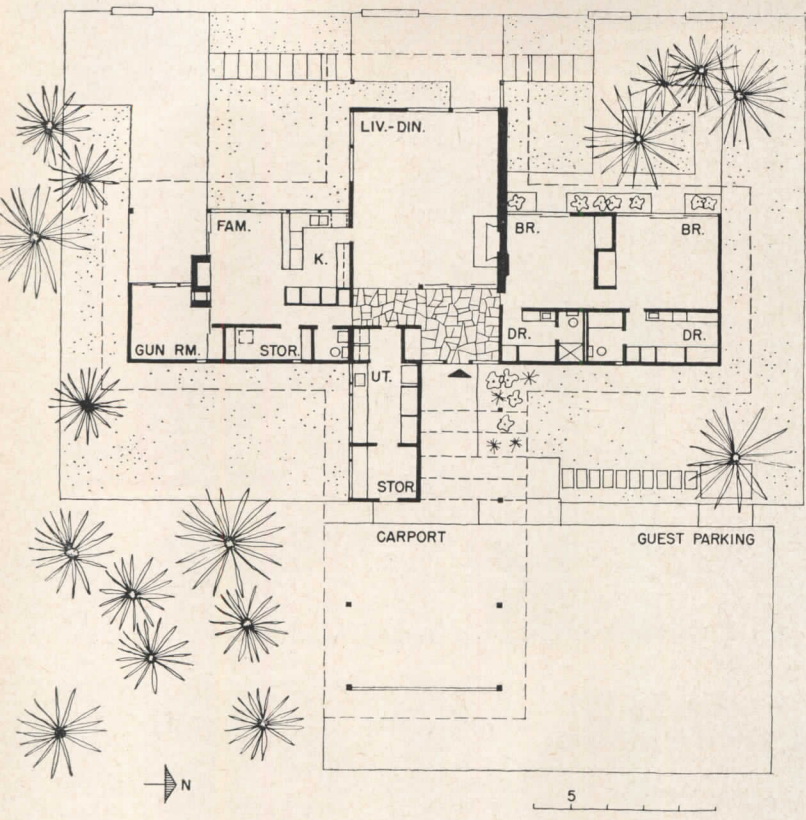 LIV.-DIN.
FAM.
BR.
BR.
K.
DR.
DR.
GUN RM.
STOR.
UT.
STOR.
CARPORT
GUEST PARKING
N
5